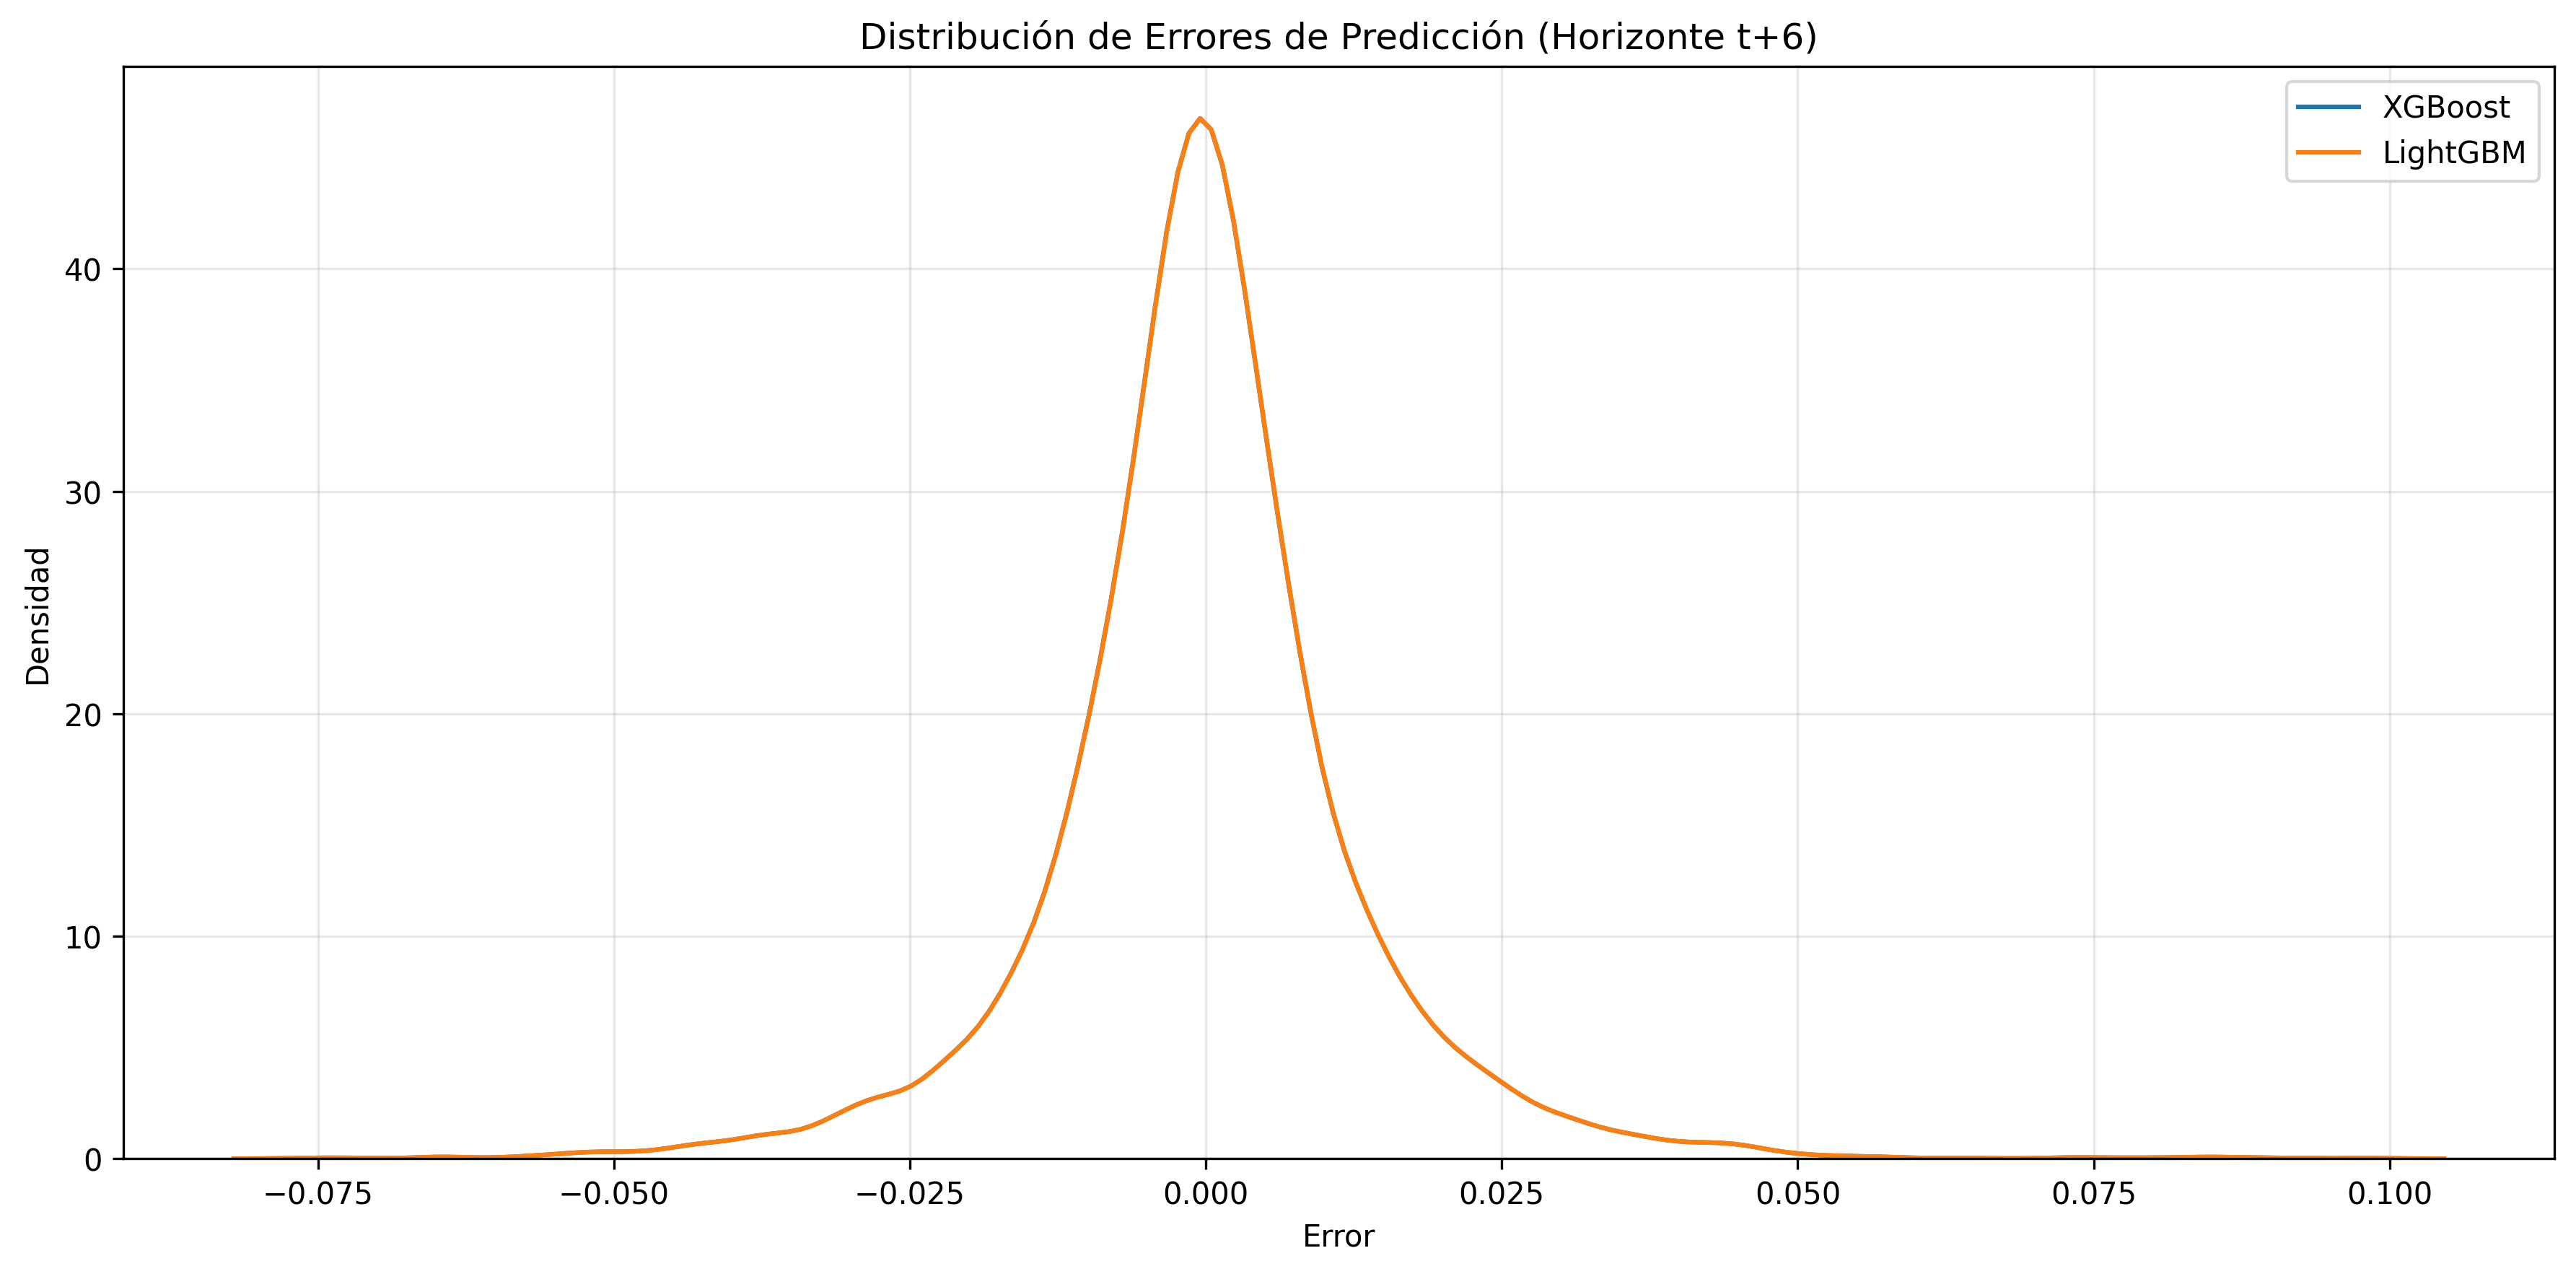 Distribución de Errores de Predicción (Horizonte t+6)
XGBoost
LightGBM
40
30
20
10
0
Densidad
−0.075
−0.050
−0.025
0.000
0.025
0.050
0.075
0.100
Error